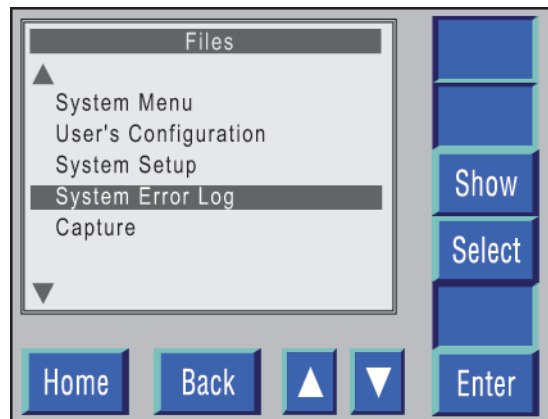 Files
System Menu
User's Configuration
System Setup
System Error Log
Capture
Show
Select
Home
Back
Enter